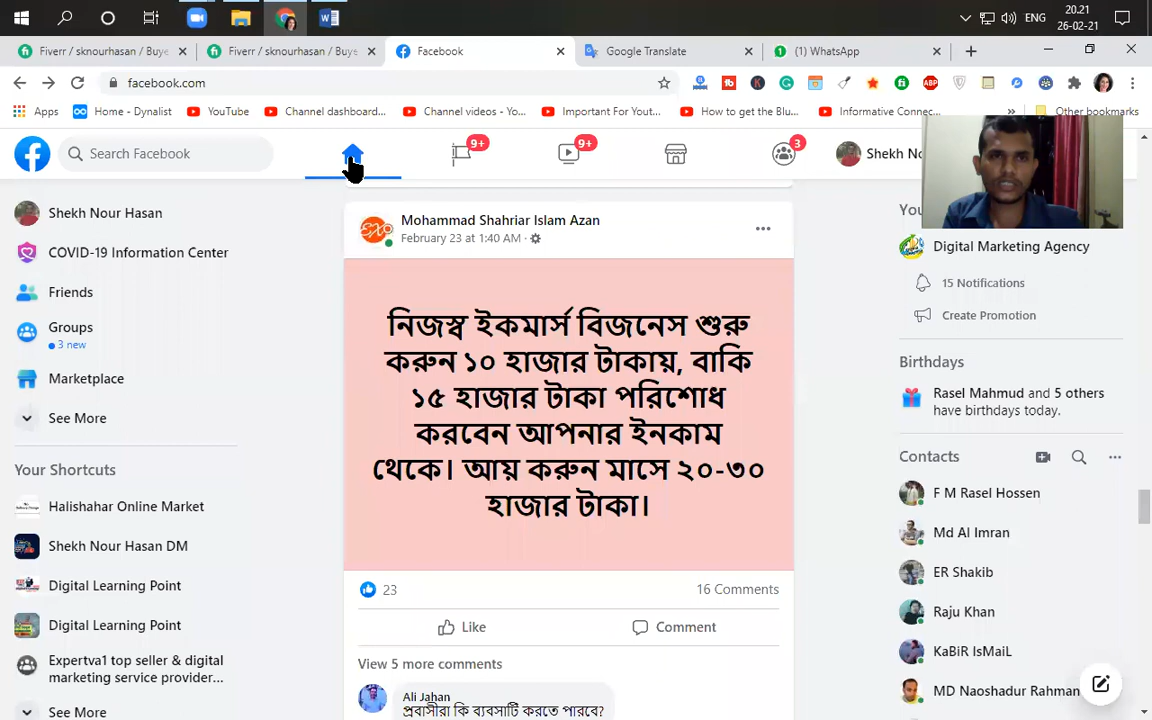 20.21
ENG
26-02-21
Fiverr / sknourhasan / Buye
Fiverr / sknourhasan / Buye
Facebook
Google Translate
(1) WhatsApp
facebook.com
Apps
Home - Dynalist
YouTube
Channel dashboard...
Channel videos - Yo...
Important For Yout...
How to get the Blu...
Informative Connec...
Other bookmarks
Search Facebook
9+
9+
3
Shekh No
Shekh Nour Hasan
COVID-19 Information Center
Friends
Groups
3 new
Marketplace
See More
Your Shortcuts
Halishahar Online Market
Shekh Nour Hasan DM
Digital Learning Point
Digital Learning Point
Expertva1 top seller & digital
marketing service provider...
See More
Mohammad Shahriar Islam Azan
February 23 at 1:40 AM
নিজস্ব ইকমার্স বিজনেস শুরু
করুন ১০ হাজার টাকায়, বাকি
১৫ হাজার টাকা পরিশোধ
করবেন আপনার ইনকাম
থেকে। আয় করুন মাসে ২০-৩০
হাজার টাকা।
23
16 Comments
Like
Comment
View 5 more comments
Ali Jahan
প্রবাসীরা কি ব্যবসাটি করতে পারবে?
You
Digital Marketing Agency
15 Notifications
Create Promotion
Birthdays
Rasel Mahmud and 5 others
have birthdays today.
Contacts
F M Rasel Hossen
Md Al Imran
ER Shakib
Raju Khan
KaBiR IsMaiL
MD Naoshadur Rahman